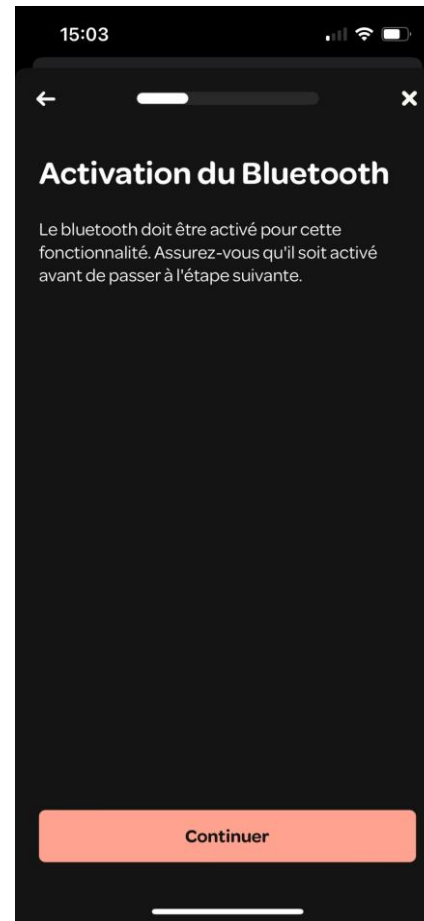 15:03
Activation du Bluetooth
Le bluetooth doit être activé pour cette
fonctionnalité. Assurez-vous qu'il soit activé
avant de passer à l'étape suivante.
Continuer